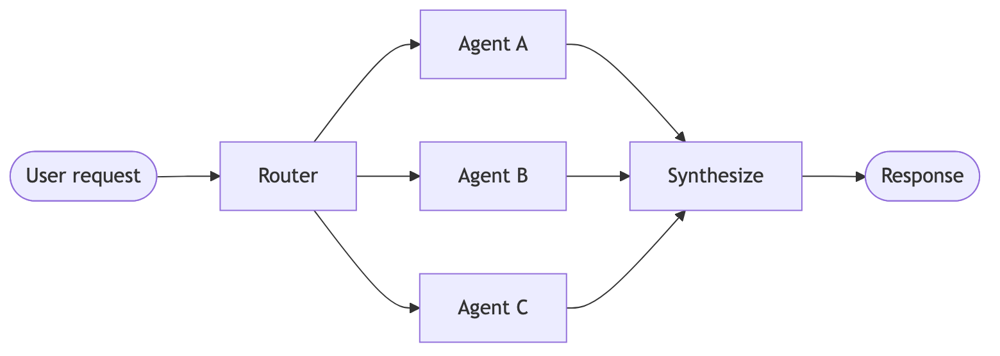 Agent A
User request
Router
Agent B
Synthesize
Response
Agent C